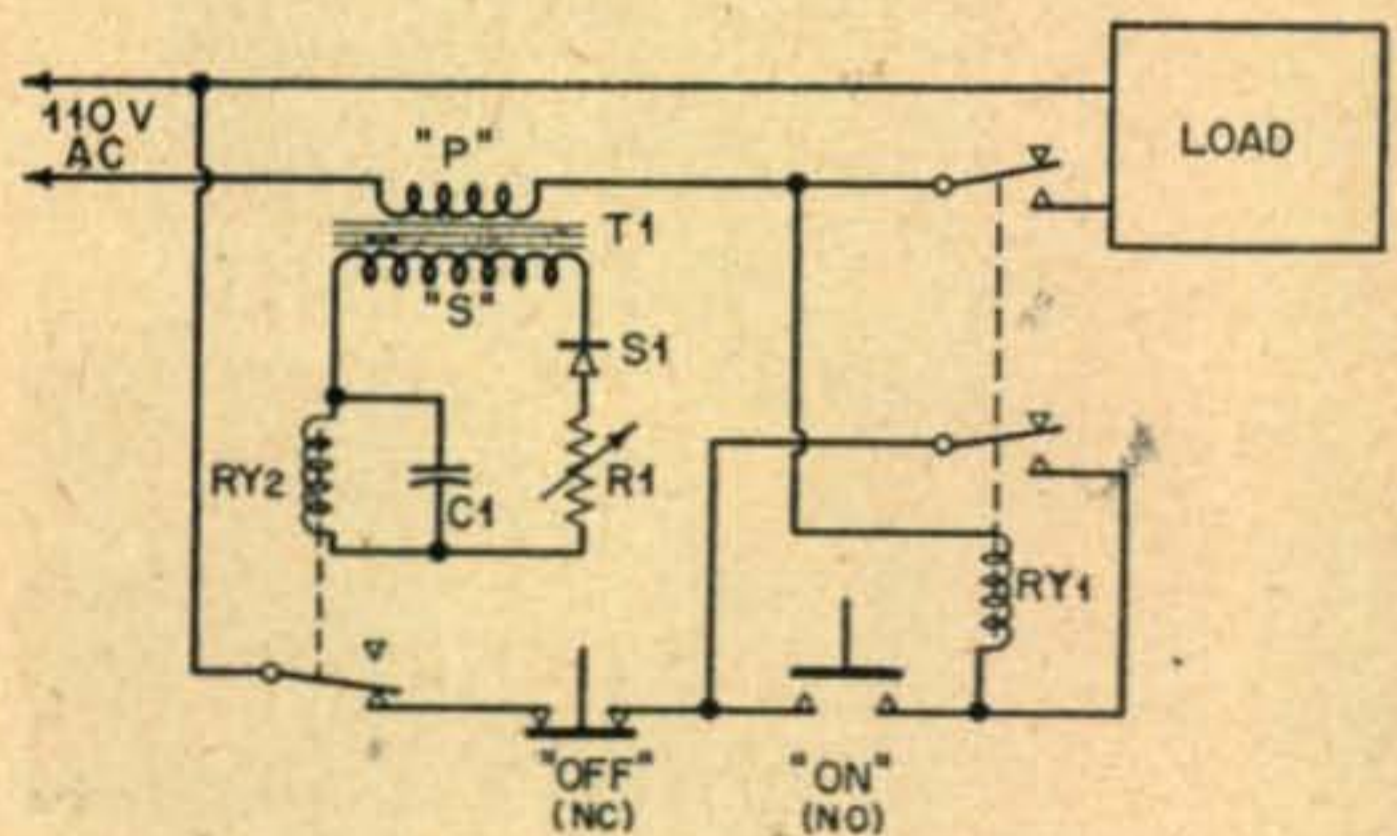 110 V
AC
"P"
T1
"S"
S1
R1
C1
RY2
LOAD
RY1
"OFF"
(NC)
"ON"
(NO)